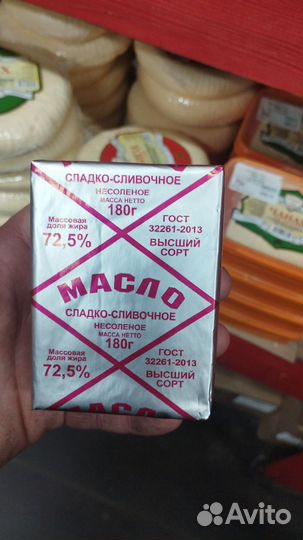 СЛАДКО-СЛИВОЧНОЕ
НЕСОЛЕНОЕ
МАССА НЕТТО
180г
Массовая
доля жира
72,5%
ГОСТ
32261-2013
ВЫСШИЙ
СОРТ
МАСЛО
СЛАДКО-СЛИВОЧНОЕ
НЕСОЛЕНОЕ
МАССА НЕТТО
180г
Массовая
доля жира
72,5%
ГОСТ
32261-2013
ВЫСШИЙ
СОРТ
МАСЛО
Avito